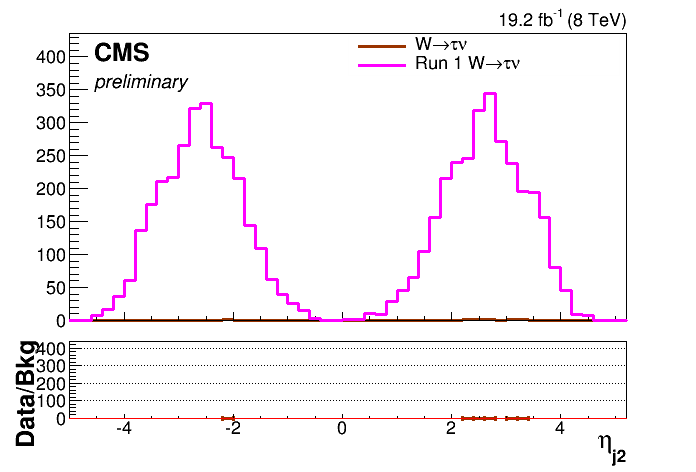 19.2 fb⁻¹ (8 TeV)
CMS
preliminary
W→τν
Run 1 W→τν
400
350
300
250
200
150
100
50
0
Data/Bkg
400
300
200
100
0
-4 -2 0 2 4
η_j2